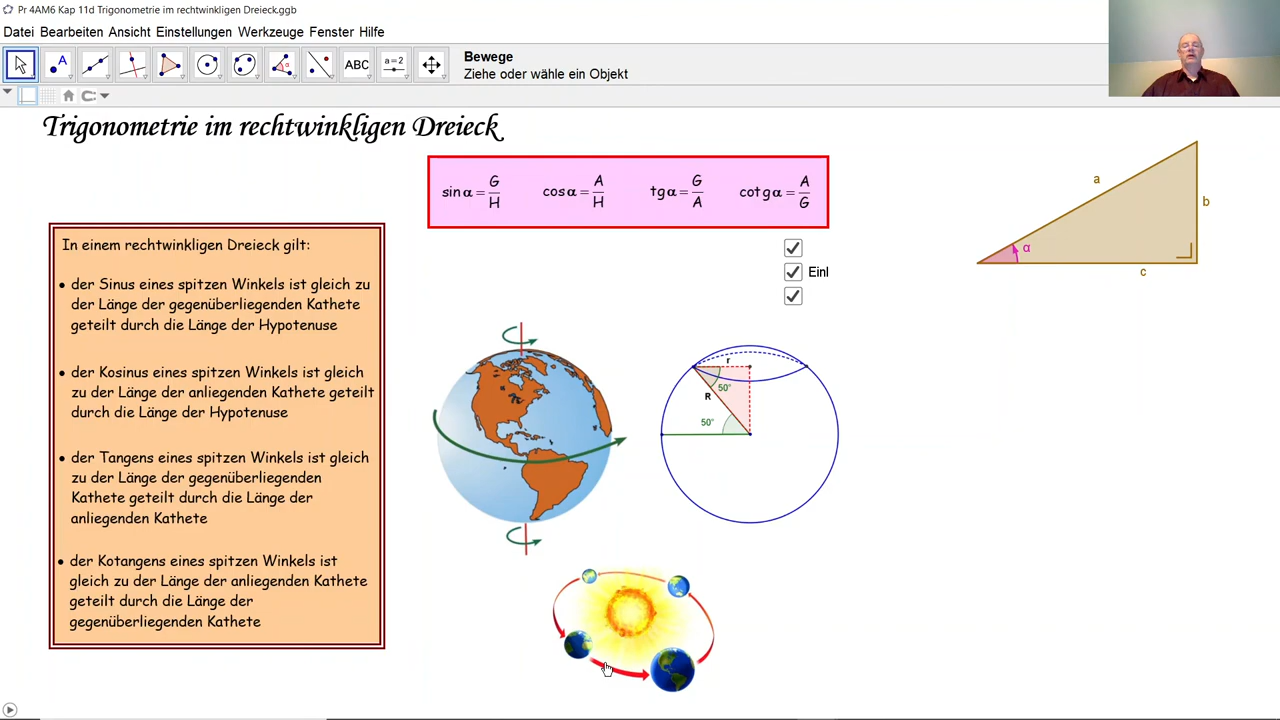 Pr 4AM6 Kap 11d Trigonometrie im rechtwinkligen Dreieck.ggb
Datei Bearbeiten Ansicht Einstellungen Werkzeuge Fenster Hilfe
A
α
ABC
a=2
Bewege
Ziehe oder wähle ein Objekt
Trigonometrie im rechtwinkligen Dreieck
sin α = G/H cos α = A/H tg α = G/A cotg α = A/G
In einem rechtwinkligen Dreieck gilt:
• der Sinus eines spitzen Winkels ist gleich zu
der Länge der gegenüberliegenden Kathete
geteilt durch die Länge der Hypotenuse
• der Kosinus eines spitzen Winkels ist gleich
zu der Länge der anliegenden Kathete geteilt
durch die Länge der Hypotenuse
• der Tangens eines spitzen Winkels ist gleich
zu der Länge der gegenüberliegenden
Kathete geteilt durch die Länge der
anliegenden Kathete
• der Kotangens eines spitzen Winkels ist
gleich zu der Länge der anliegenden Kathete
geteilt durch die Länge der
gegenüberliegenden Kathete
Einl
r
50°
R
50°
a
b
α
c